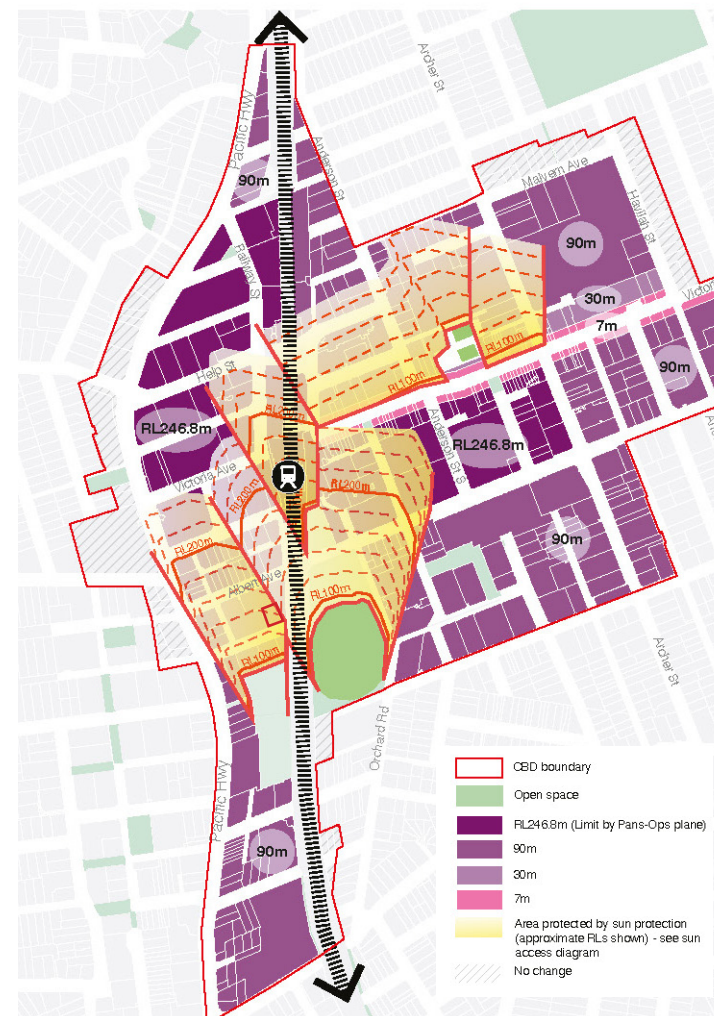 Archer St
Pacific Hwy
Anderson St
90m
Malvern Ave
Havilah St
Railway St
90m
30m
Victoria
7m
RL100m
Help St
RL100m
90m
RL200m
RL246.8m
Anderson St S
RL246.8m
Victoria Ave
RL200m
RL200m
RL200m
90m
Albert Ave
RL100m
RL100m
Archer St
Orchard Rd
Pacific Hwy
90m
CBD boundary
Open space
RL246.8m (Limit by Pans-Ops plane)
90m
30m
7m
Area protected by sun protection
(approximate RLs shown) - see sun
access diagram
No change